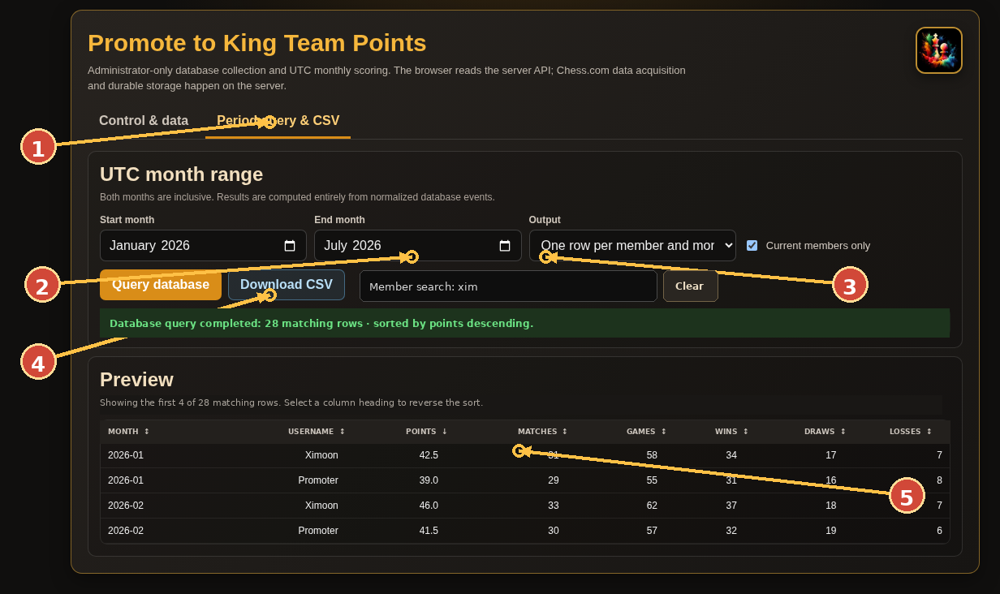 Promote to King Team Points
Administrator-only database collection and UTC monthly scoring. The browser reads the server API; Chess.com data acquisition
and durable storage happen on the server.
Control & data
Period query & CSV
1
UTC month range
Both months are inclusive. Results are computed entirely from normalized database events.
Start month
End month
Output
January 2026
July 2026
One row per member and mor
Current members only
2
3
Query database
Download CSV
Member search: xim
Clear
Database query completed: 28 matching rows · sorted by points descending.
4
Preview
Showing the first 4 of 28 matching rows. Select a column heading to reverse the sort.
MONTH ↕ USERNAME ↕ POINTS ↓ MATCHES ↕ GAMES ↕ WINS ↕ DRAWS ↕ LOSSES ↕
2026-01 Ximoon 42.5 31 58 34 17 7
2026-01 Promoter 39.0 29 55 31 16 8
2026-02 Ximoon 46.0 33 62 37 18 7
2026-02 Promoter 41.5 30 57 32 19 6
5